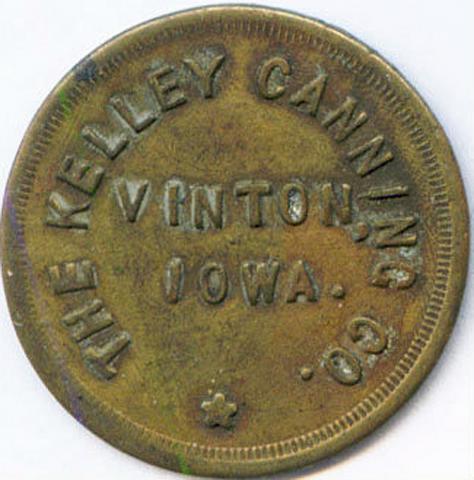 THE KELLEY CANNING CO.
VINTON,
IOWA.